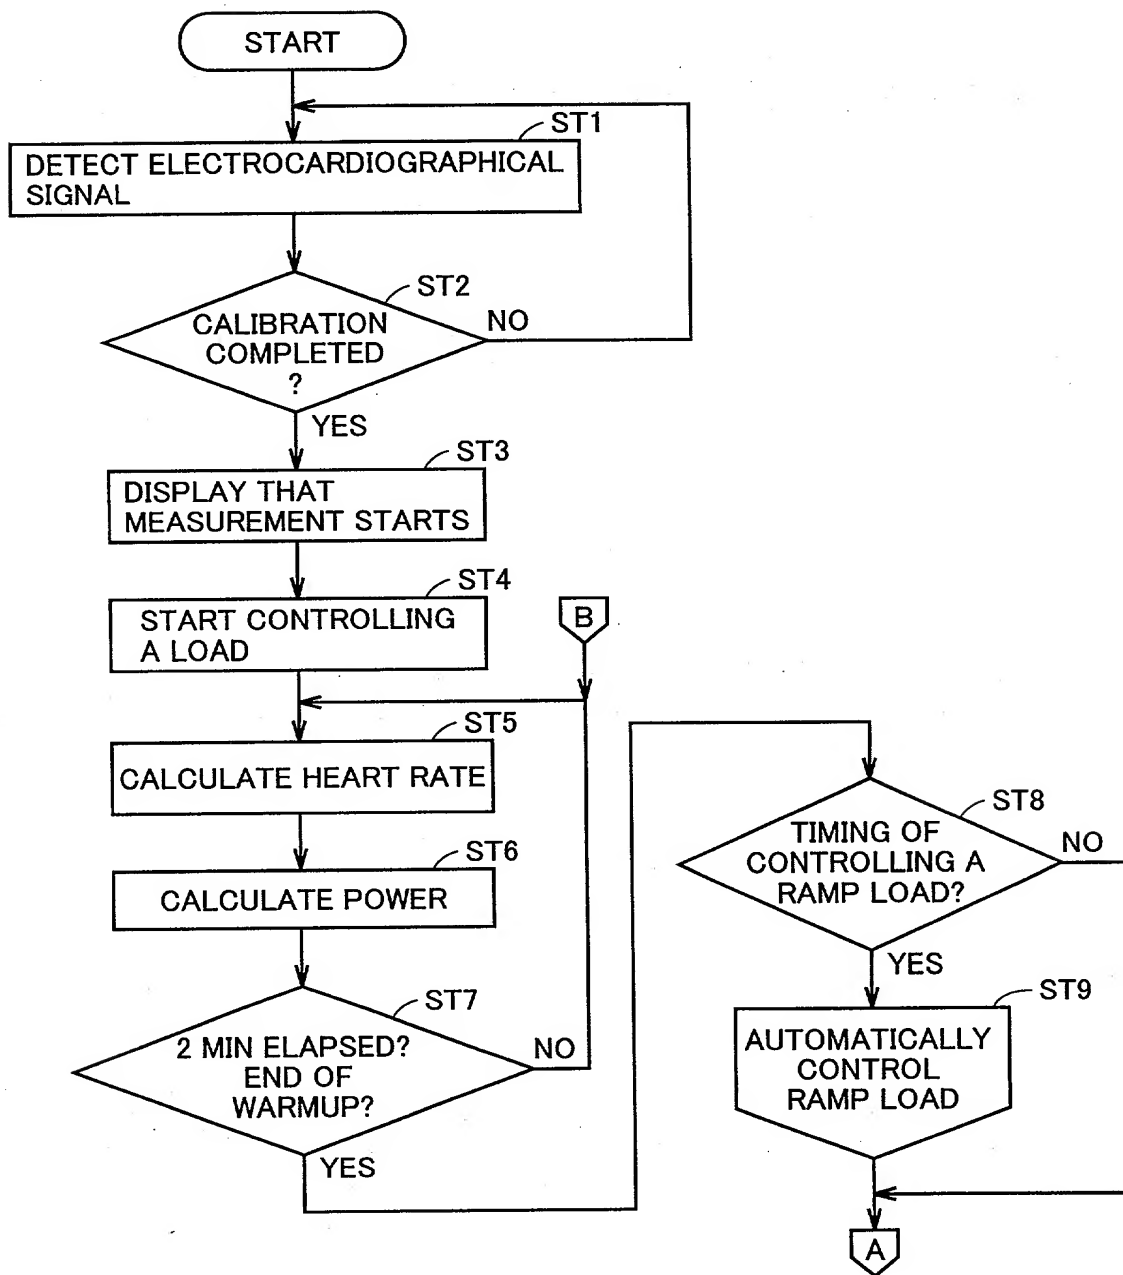 START
ST1
DETECT ELECTROCARDIOGRAPHICAL
SIGNAL
ST2
CALIBRATION
COMPLETED
?
NO
YES
ST3
DISPLAY THAT
MEASUREMENT STARTS
ST4
START CONTROLLING
A LOAD
B
ST5
CALCULATE HEART RATE
ST6
CALCULATE POWER
ST7
2 MIN ELAPSED?
END OF
WARMUP?
NO
YES
ST8
TIMING OF
CONTROLLING A
RAMP LOAD?
NO
YES
ST9
AUTOMATICALLY
CONTROL
RAMP LOAD
A